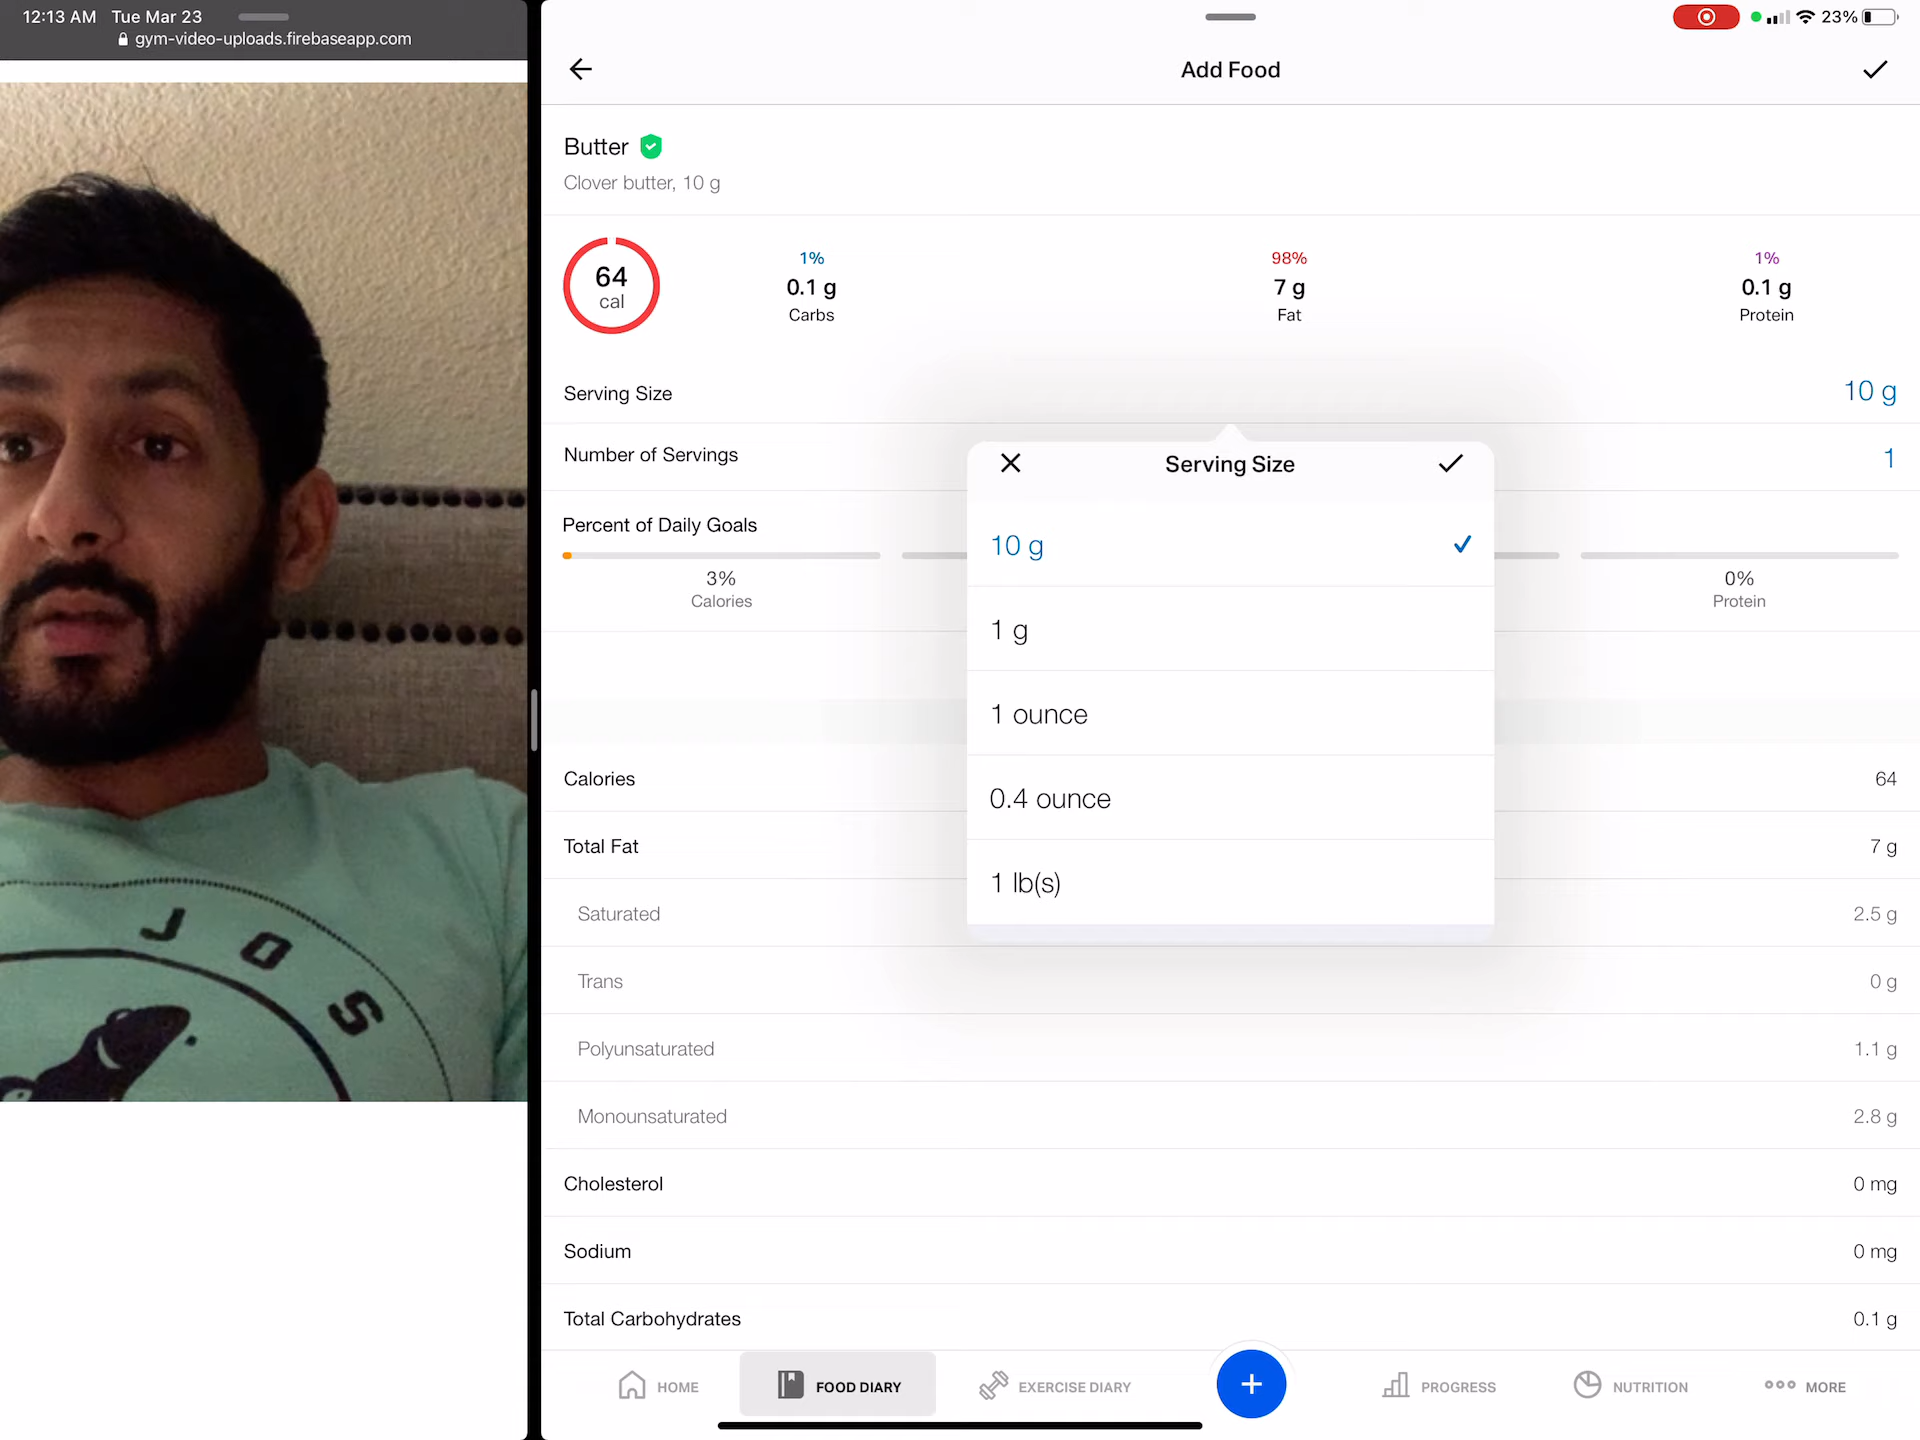 12:13 AM Tue Mar 23
gym-video-uploads.firebaseapp.com
23%
Add Food
Butter
Clover butter, 10 g
64
cal
1%
0.1 g
Carbs
98%
7 g
Fat
1%
0.1 g
Protein
Serving Size
10 g
Number of Servings
1
Percent of Daily Goals
3%
Calories
0%
Protein
Serving Size
10 g
1 g
1 ounce
0.4 ounce
1 lb(s)
Calories
64
Total Fat
7 g
Saturated
2.5 g
Trans
0 g
Polyunsaturated
1.1 g
Monounsaturated
2.8 g
Cholesterol
0 mg
Sodium
0 mg
Total Carbohydrates
0.1 g
JOS
HOME
FOOD DIARY
EXERCISE DIARY
PROGRESS
NUTRITION
MORE